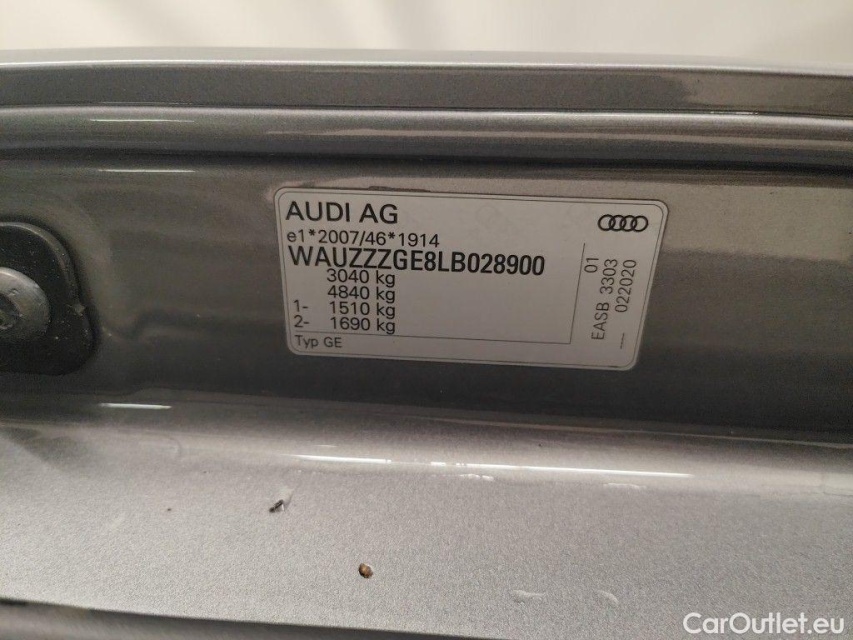 AUDI AG
e1*2007/46*1914
WAUZZZGE8LB028900
3040 kg
4840 kg
1- 1510 kg
2- 1690 kg
Typ GE
01
EASB 3303
022020
CarOutlet.eu